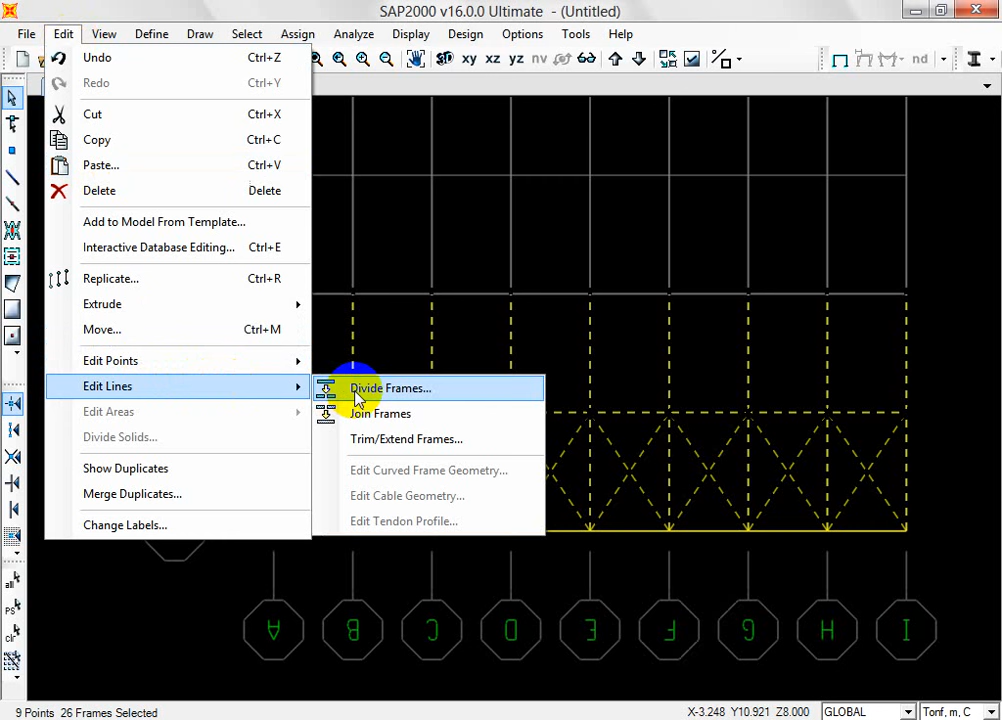 SAP2000 v16.0.0 Ultimate - (Untitled)
File Edit View Define Draw Select Assign Analyze Display Design Options Tools Help
xy xz yz nv nd
Undo Ctrl+Z
Redo Ctrl+Y
Cut Ctrl+X
Copy Ctrl+C
Paste... Ctrl+V
Delete Delete
Add to Model From Template...
Interactive Database Editing... Ctrl+E
Replicate... Ctrl+R
Extrude
Move... Ctrl+M
Edit Points
Edit Lines
Edit Areas
Divide Solids...
Show Duplicates
Merge Duplicates...
Change Labels...
Divide Frames...
Join Frames
Trim/Extend Frames...
Edit Curved Frame Geometry...
Edit Cable Geometry...
Edit Tendon Profile...
all
PS
clr
A B C D E F G H I
9 Points 26 Frames Selected
X-3.248 Y10.921 Z8.000
GLOBAL
Tonf, m, C